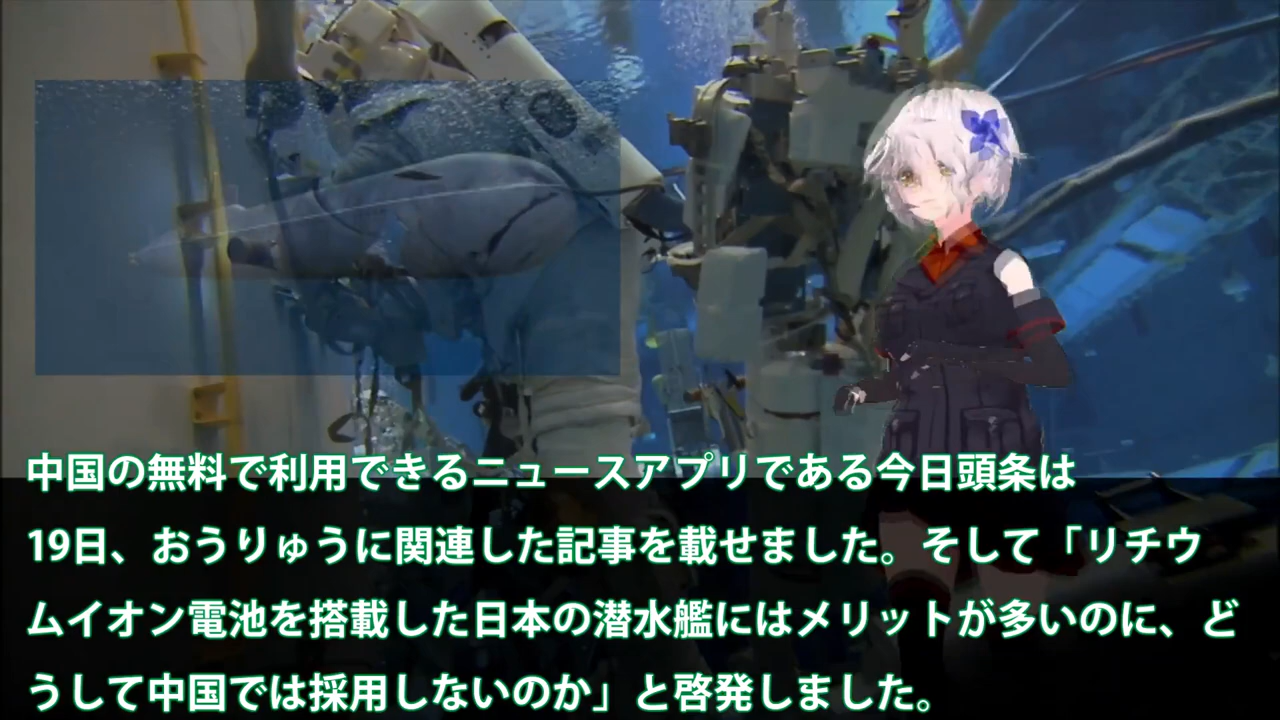 中国の無料で利用できるニュースアプリである今日頭条は
19日、おうりゅうに関連した記事を載せました。そして「リチウ
ムイオン電池を搭載した日本の潜水艦にはメリットが多いのに、ど
うして中国では採用しないのか」と啓発しました。